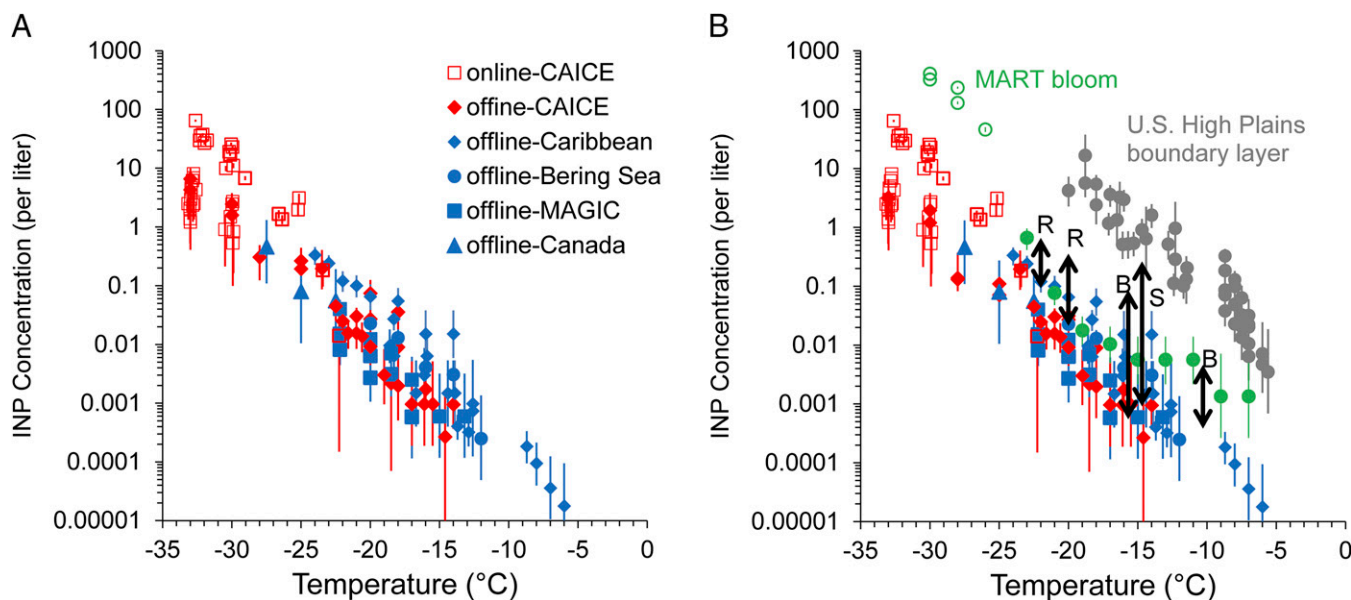 A
INP Concentration (per liter)
1000
100
10
1
0.1
0.01
0.001
0.0001
0.00001
-35
-30
-25
-20
-15
-10
-5
0
Temperature (°C)
online-CAICE
offine-CAICE
offline-Caribbean
offline-Bering Sea
offline-MAGIC
offline-Canada
B
INP Concentration (per liter)
1000
100
10
1
0.1
0.01
0.001
0.0001
0.00001
-35
-30
-25
-20
-15
-10
-5
0
Temperature (°C)
MART bloom
U.S. High Plains
boundary layer
R
R
B
S
B